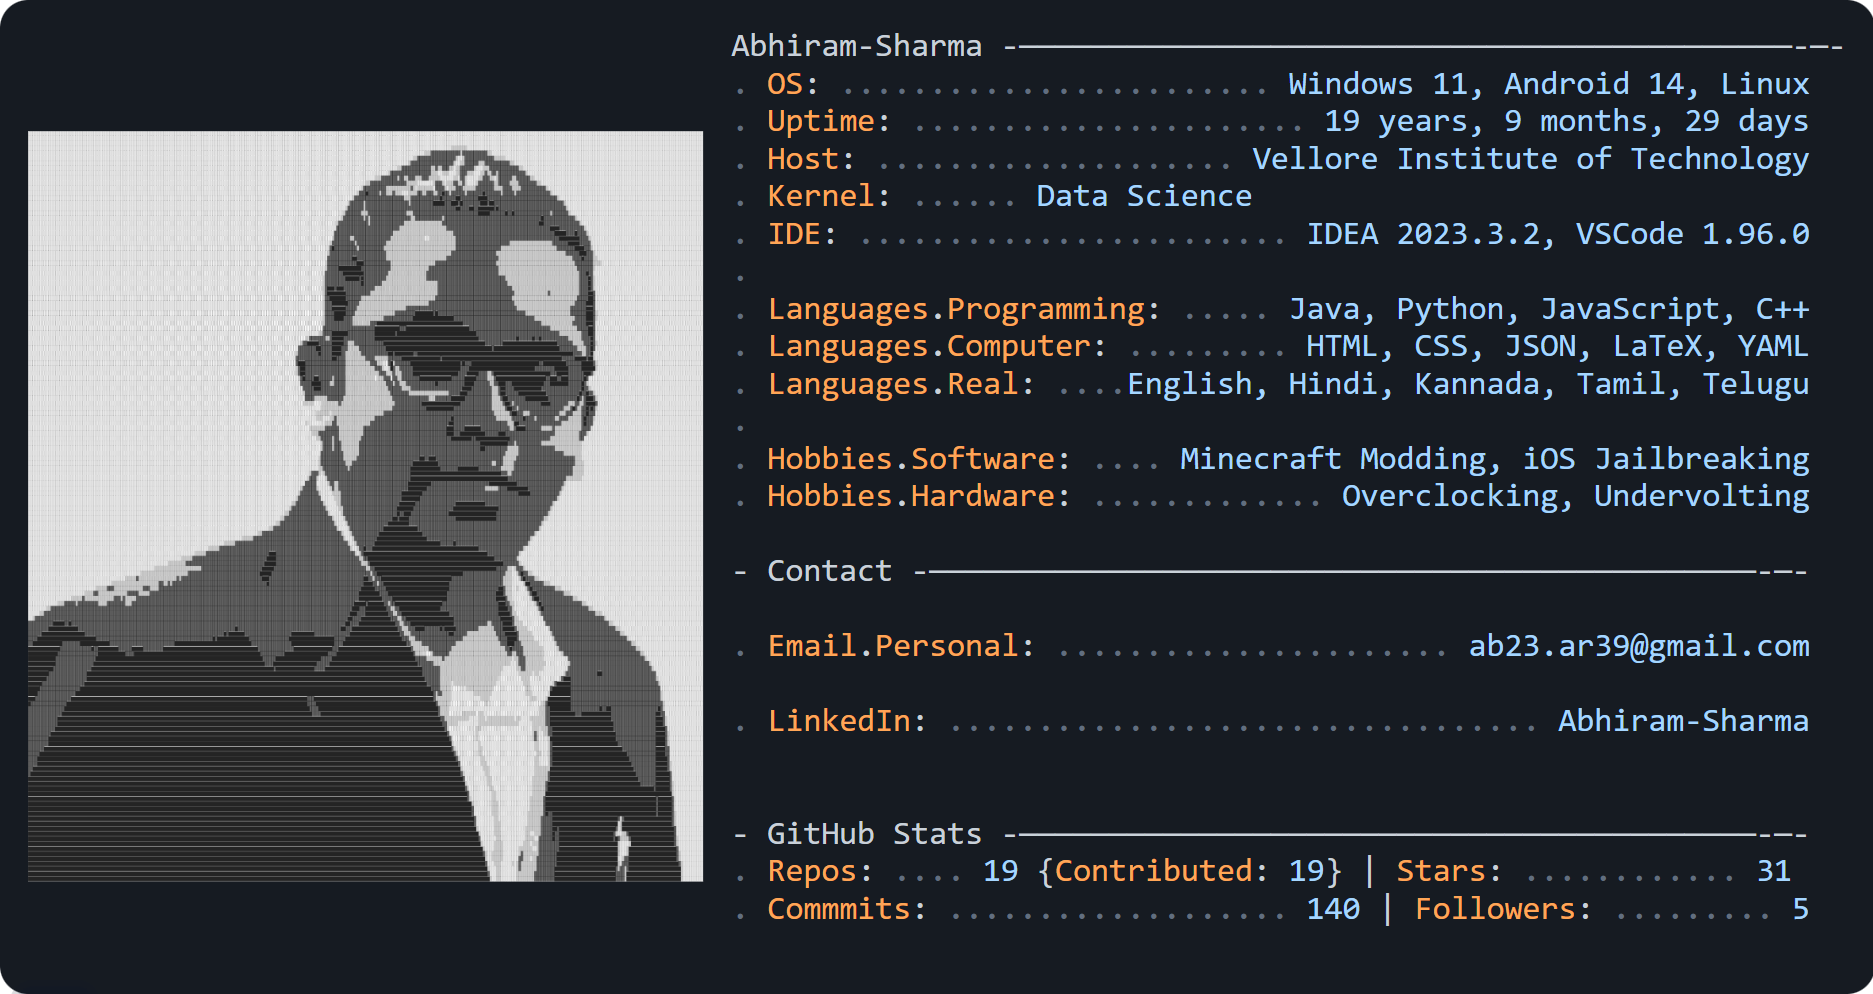 Abhiram-Sharma -———————————————————————————————————————————-—-
. OS: ........................ Windows 11, Android 14, Linux
. Uptime: ...................... 19 years, 9 months, 29 days
. Host: .................... Vellore Institute of Technology
. Kernel: ...... Data Science
. IDE: ........................ IDEA 2023.3.2, VSCode 1.96.0
.
. Languages.Programming: ..... Java, Python, JavaScript, C++
. Languages.Computer: ......... HTML, CSS, JSON, LaTeX, YAML
. Languages.Real: ....English, Hindi, Kannada, Tamil, Telugu
.
. Hobbies.Software: .... Minecraft Modding, iOS Jailbreaking
. Hobbies.Hardware: ............. Overclocking, Undervolting
- Contact -——————————————————————————————————————————————-—-
. Email.Personal: ...................... ab23.ar39@gmail.com
. LinkedIn: ................................. Abhiram-Sharma
- GitHub Stats -—————————————————————————————————————————-—-
. Repos: .... 19 {Contributed: 19} | Stars: ............ 31
. Commmits: ................... 140 | Followers: ......... 5